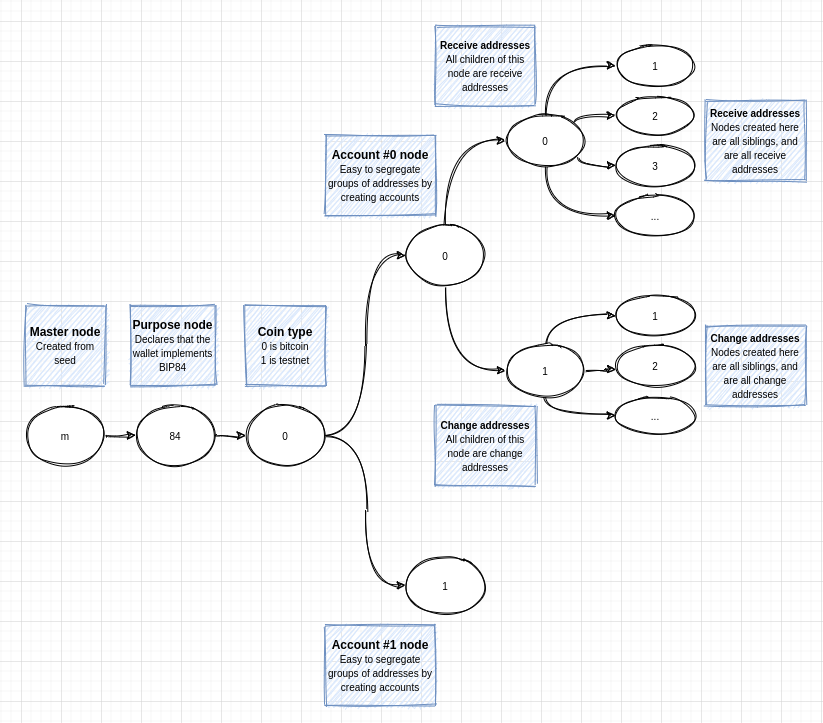 Receive addresses
All children of this
node are receive
addresses
1
2
3
...
0
Receive addresses
Nodes created here
are all siblings, and
are all receive
addresses
Account #0 node
Easy to segregate
groups of addresses by
creating accounts
0
Master node
Created from
seed
Purpose node
Declares that the
wallet implements
BIP84
Coin type
0 is bitcoin
1 is testnet
m
84
0
1
1
2
...
Change addresses
Nodes created here
are all siblings, and
are all change
addresses
Change addresses
All children of this
node are change
addresses
1
Account #1 node
Easy to segregate
groups of addresses by
creating accounts